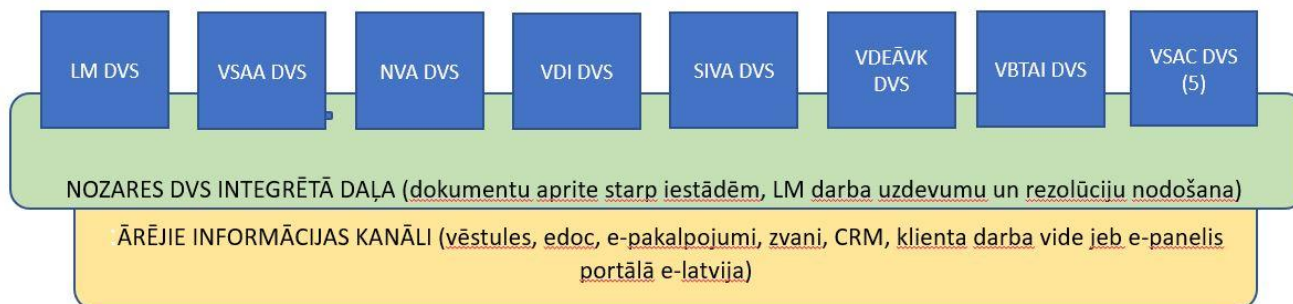 LM DVS
VSAA DVS
NVA DVS
VDI DVS
SIVA DVS
VDEĀVK
DVS
VBTAI DVS
VSAC DVS
(5)
NOZARES DVS INTEGRĒTĀ DAĻA (dokumentu aprite starp iestādēm, LM darba uzdevumu un rezolūciju nodošana)
ĀRĒJIE INFORMĀCIJAS KANĀLI (vēstules, edoc, e-pakalpojumi, zvani, CRM, klienta darba vide jeb e-panelis
portālā e-latvija)